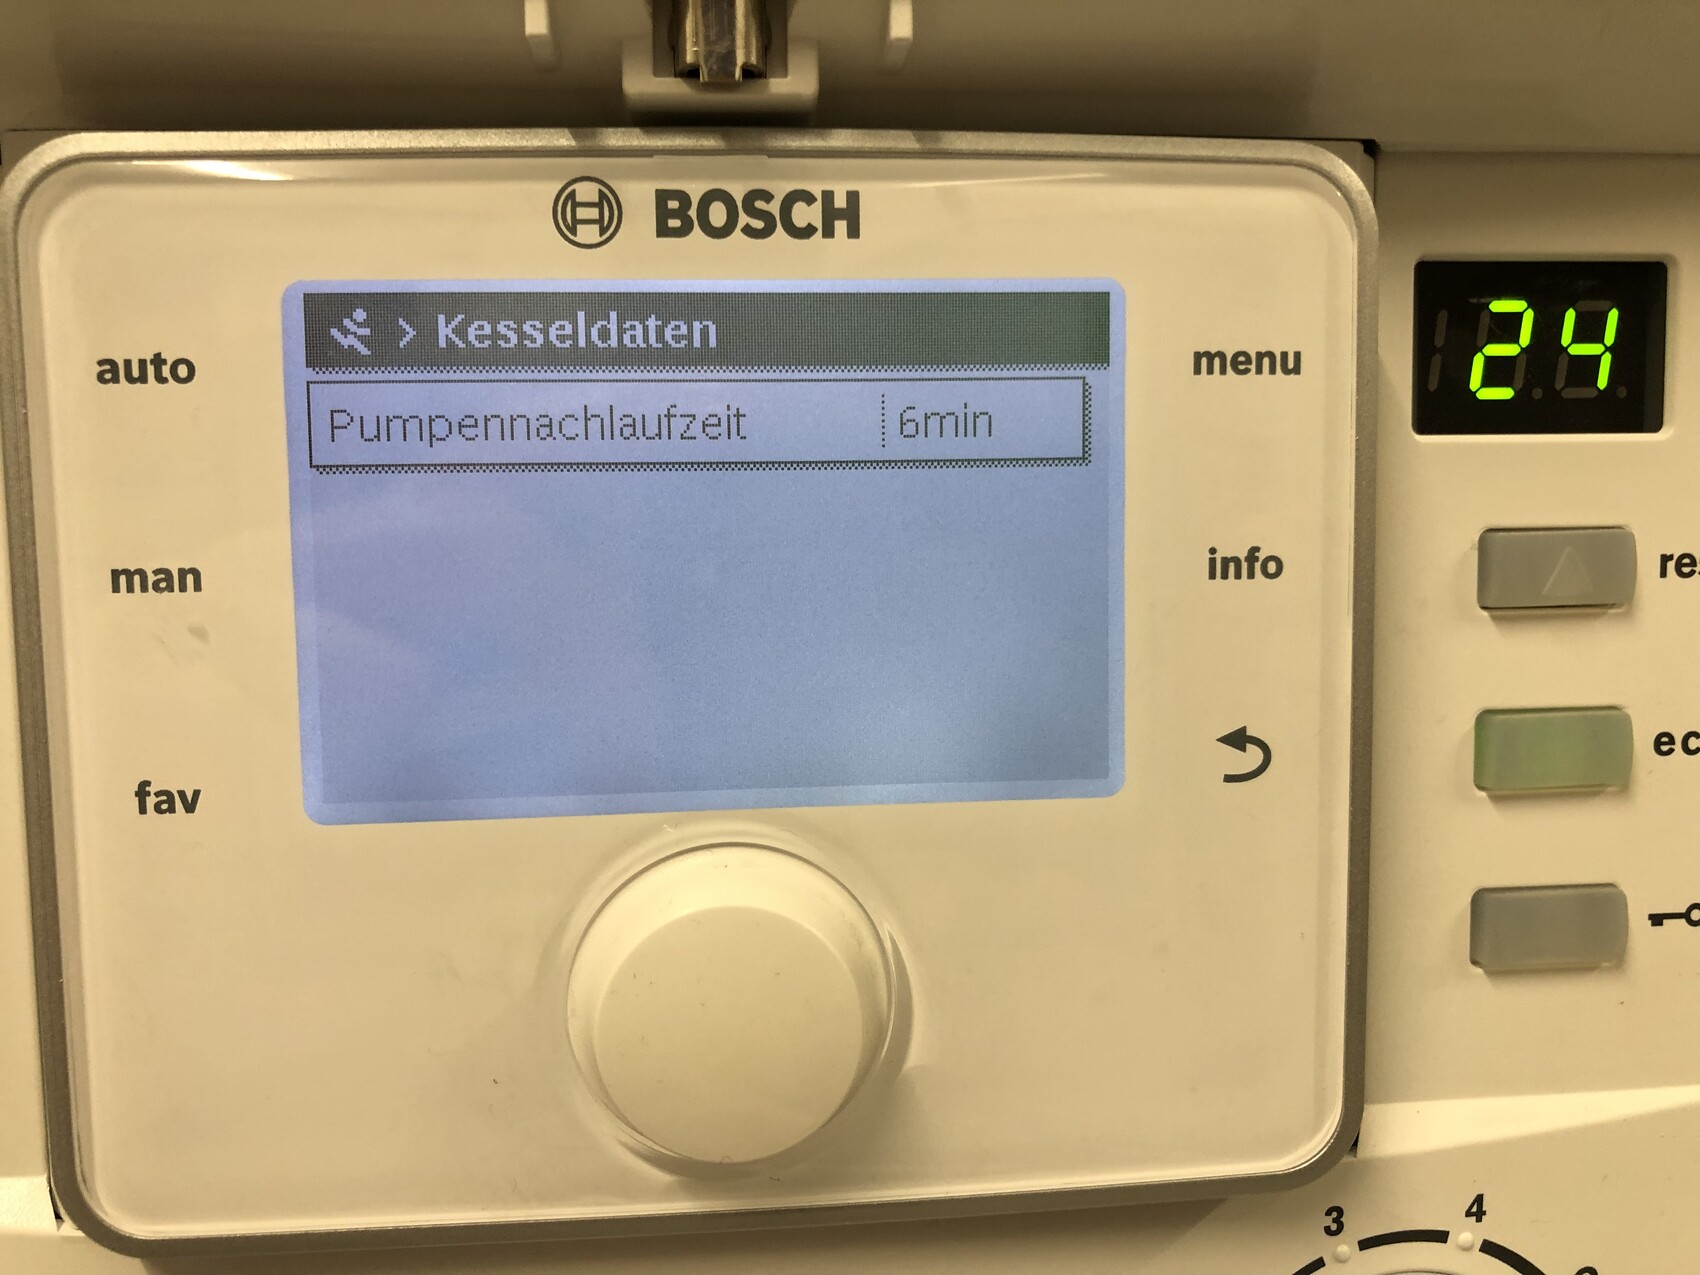 BOSCH
> Kesseldaten
24
auto
menu
Pumpennachlaufzeit 6min
man
info
fav
3
4